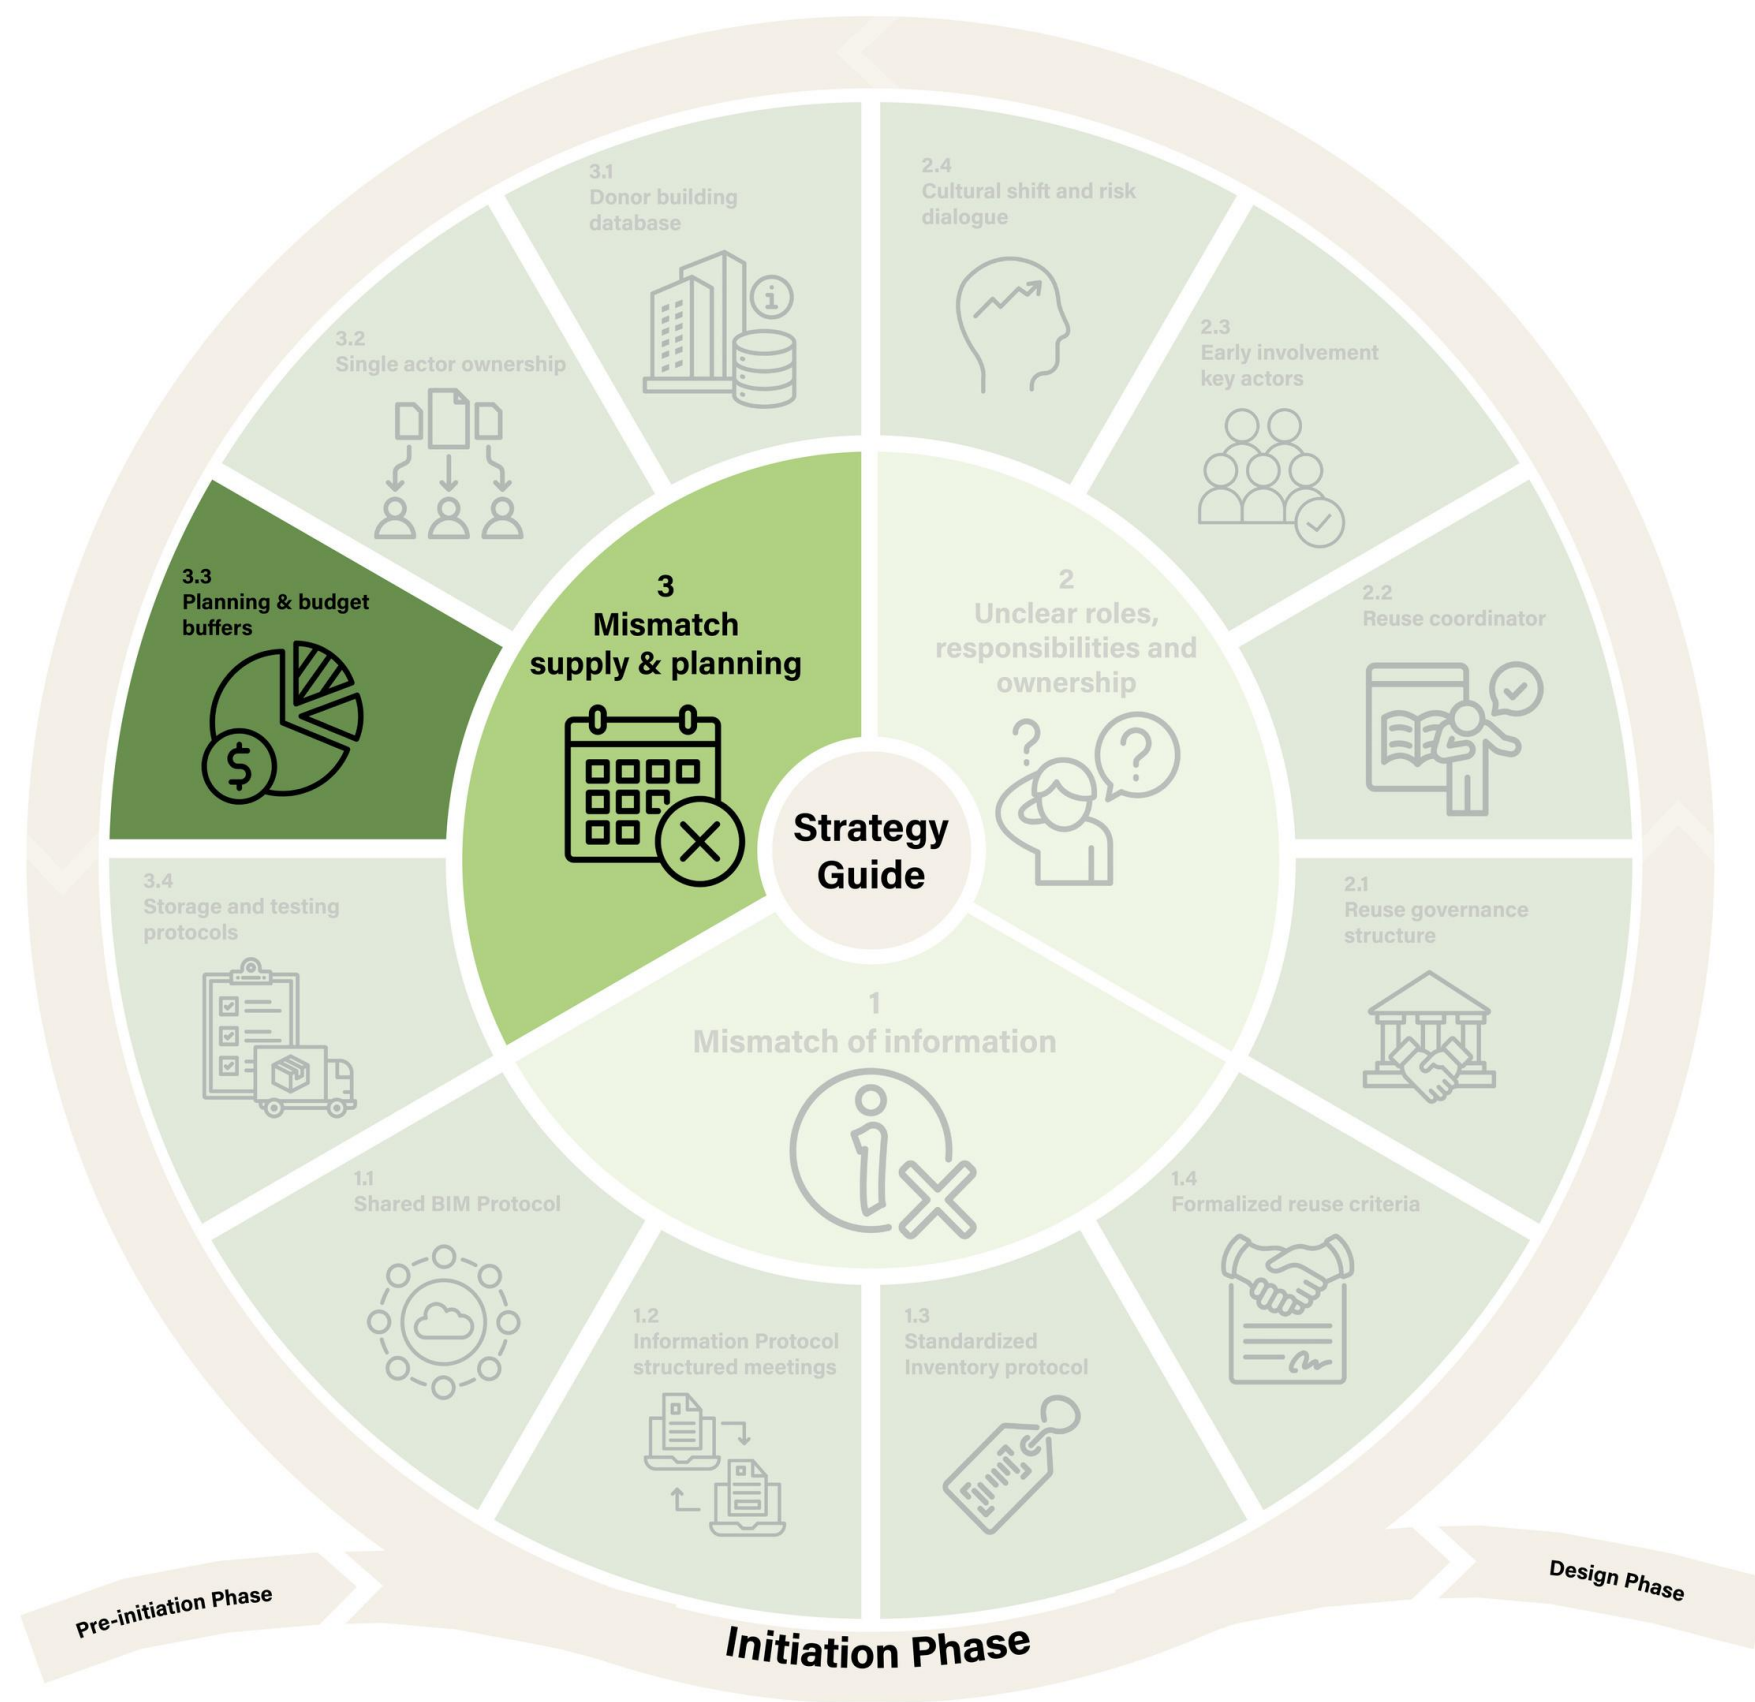 3.1
Donor building
database
2.4
Cultural shift and risk
dialogue
3.2
Single actor ownership
2.3
Early involvement
key actors
3.3
Planning & budget
buffers
$
3
Mismatch
supply & planning
2
Unclear roles,
responsibilities and
ownership
? ?
2.2
Reuse coordinator
Strategy
Guide
3.4
Storage and testing
protocols
2.1
Reuse governance
structure
1
Mismatch of information
1.1
Shared BIM Protocol
1.4
Formalized reuse criteria
1.2
Information Protocol
structured meetings
1.3
Standardized
Inventory protocol
Pre-initiation Phase
Initiation Phase
Design Phase